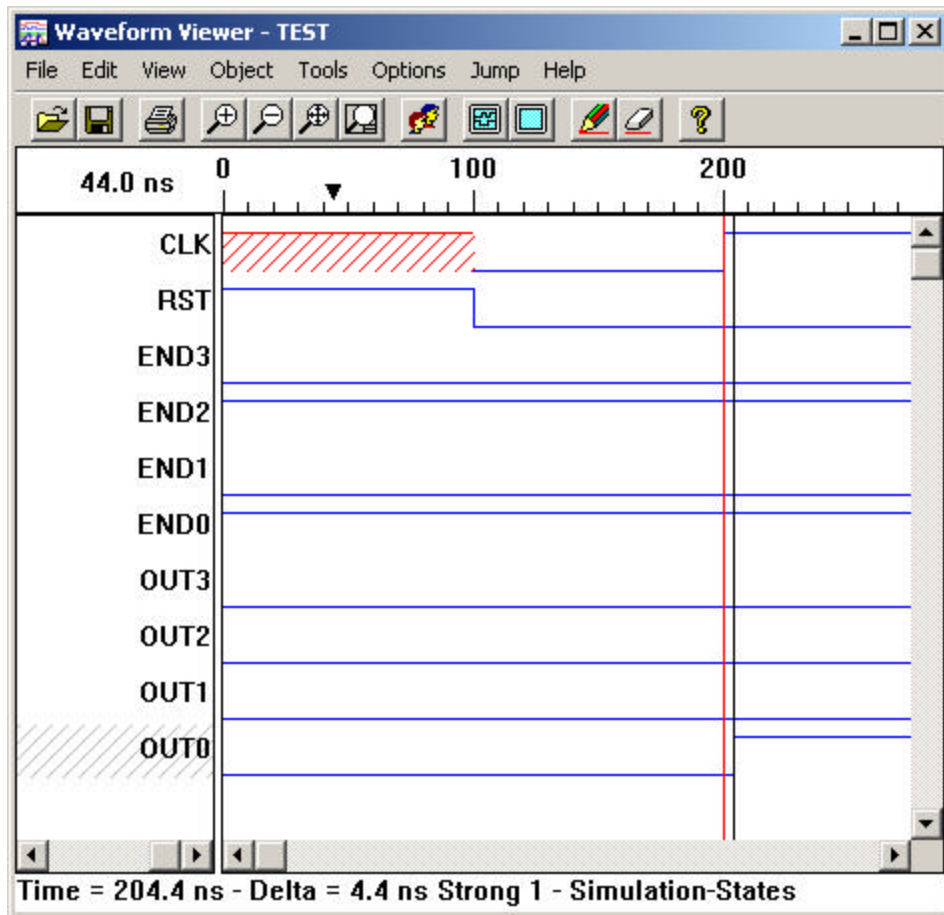 Waveform Viewer - TEST
File Edit View Object Tools Options Jump Help
44.0 ns 0 100 200
CLK
RST
END3
END2
END1
END0
OUT3
OUT2
OUT1
OUT0
Time = 204.4 ns - Delta = 4.4 ns Strong 1 - Simulation-States